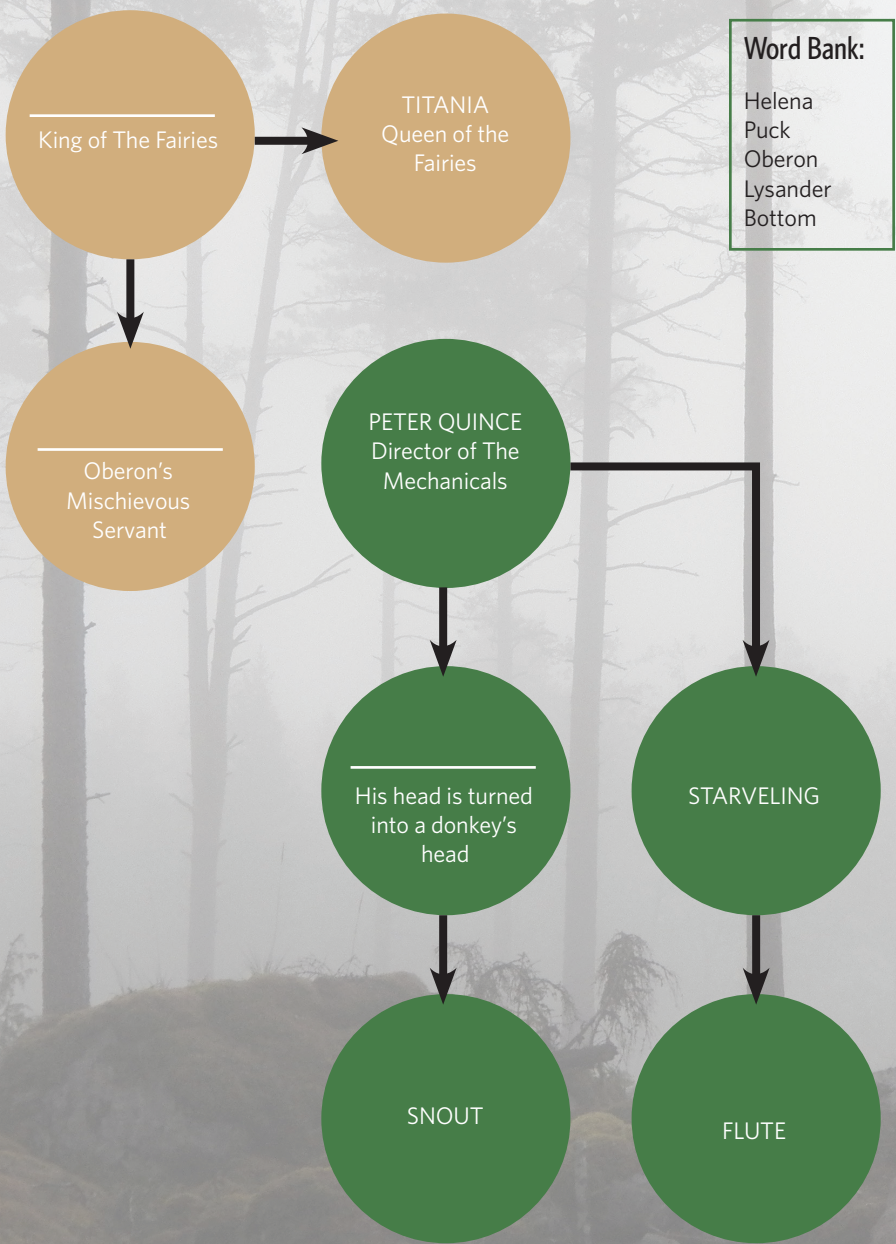 King of The Fairies
TITANIA
Queen of the
Fairies
Word Bank:
Helena
Puck
Oberon
Lysander
Bottom
Oberon's
Mischievous
Servant
PETER QUINCE
Director of The
Mechanicals
His head is turned
into a donkey's
head
STARVELING
SNOUT
FLUTE